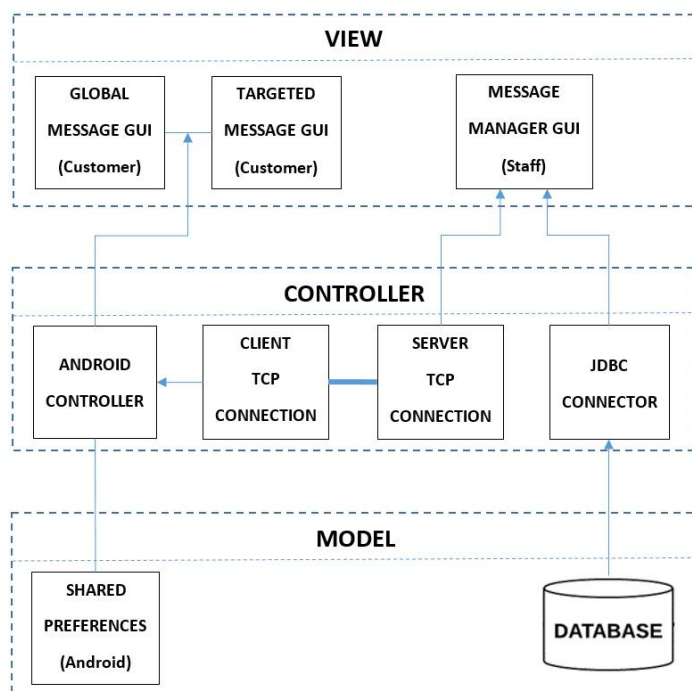 VIEW
GLOBAL
MESSAGE GUI
(Customer)
TARGETED
MESSAGE GUI
(Customer)
MESSAGE
MANAGER GUI
(Staff)
CONTROLLER
ANDROID
CONTROLLER
CLIENT
TCP
CONNECTION
SERVER
TCP
CONNECTION
JDBC
CONNECTOR
MODEL
SHARED
PREFERENCES
(Android)
DATABASE